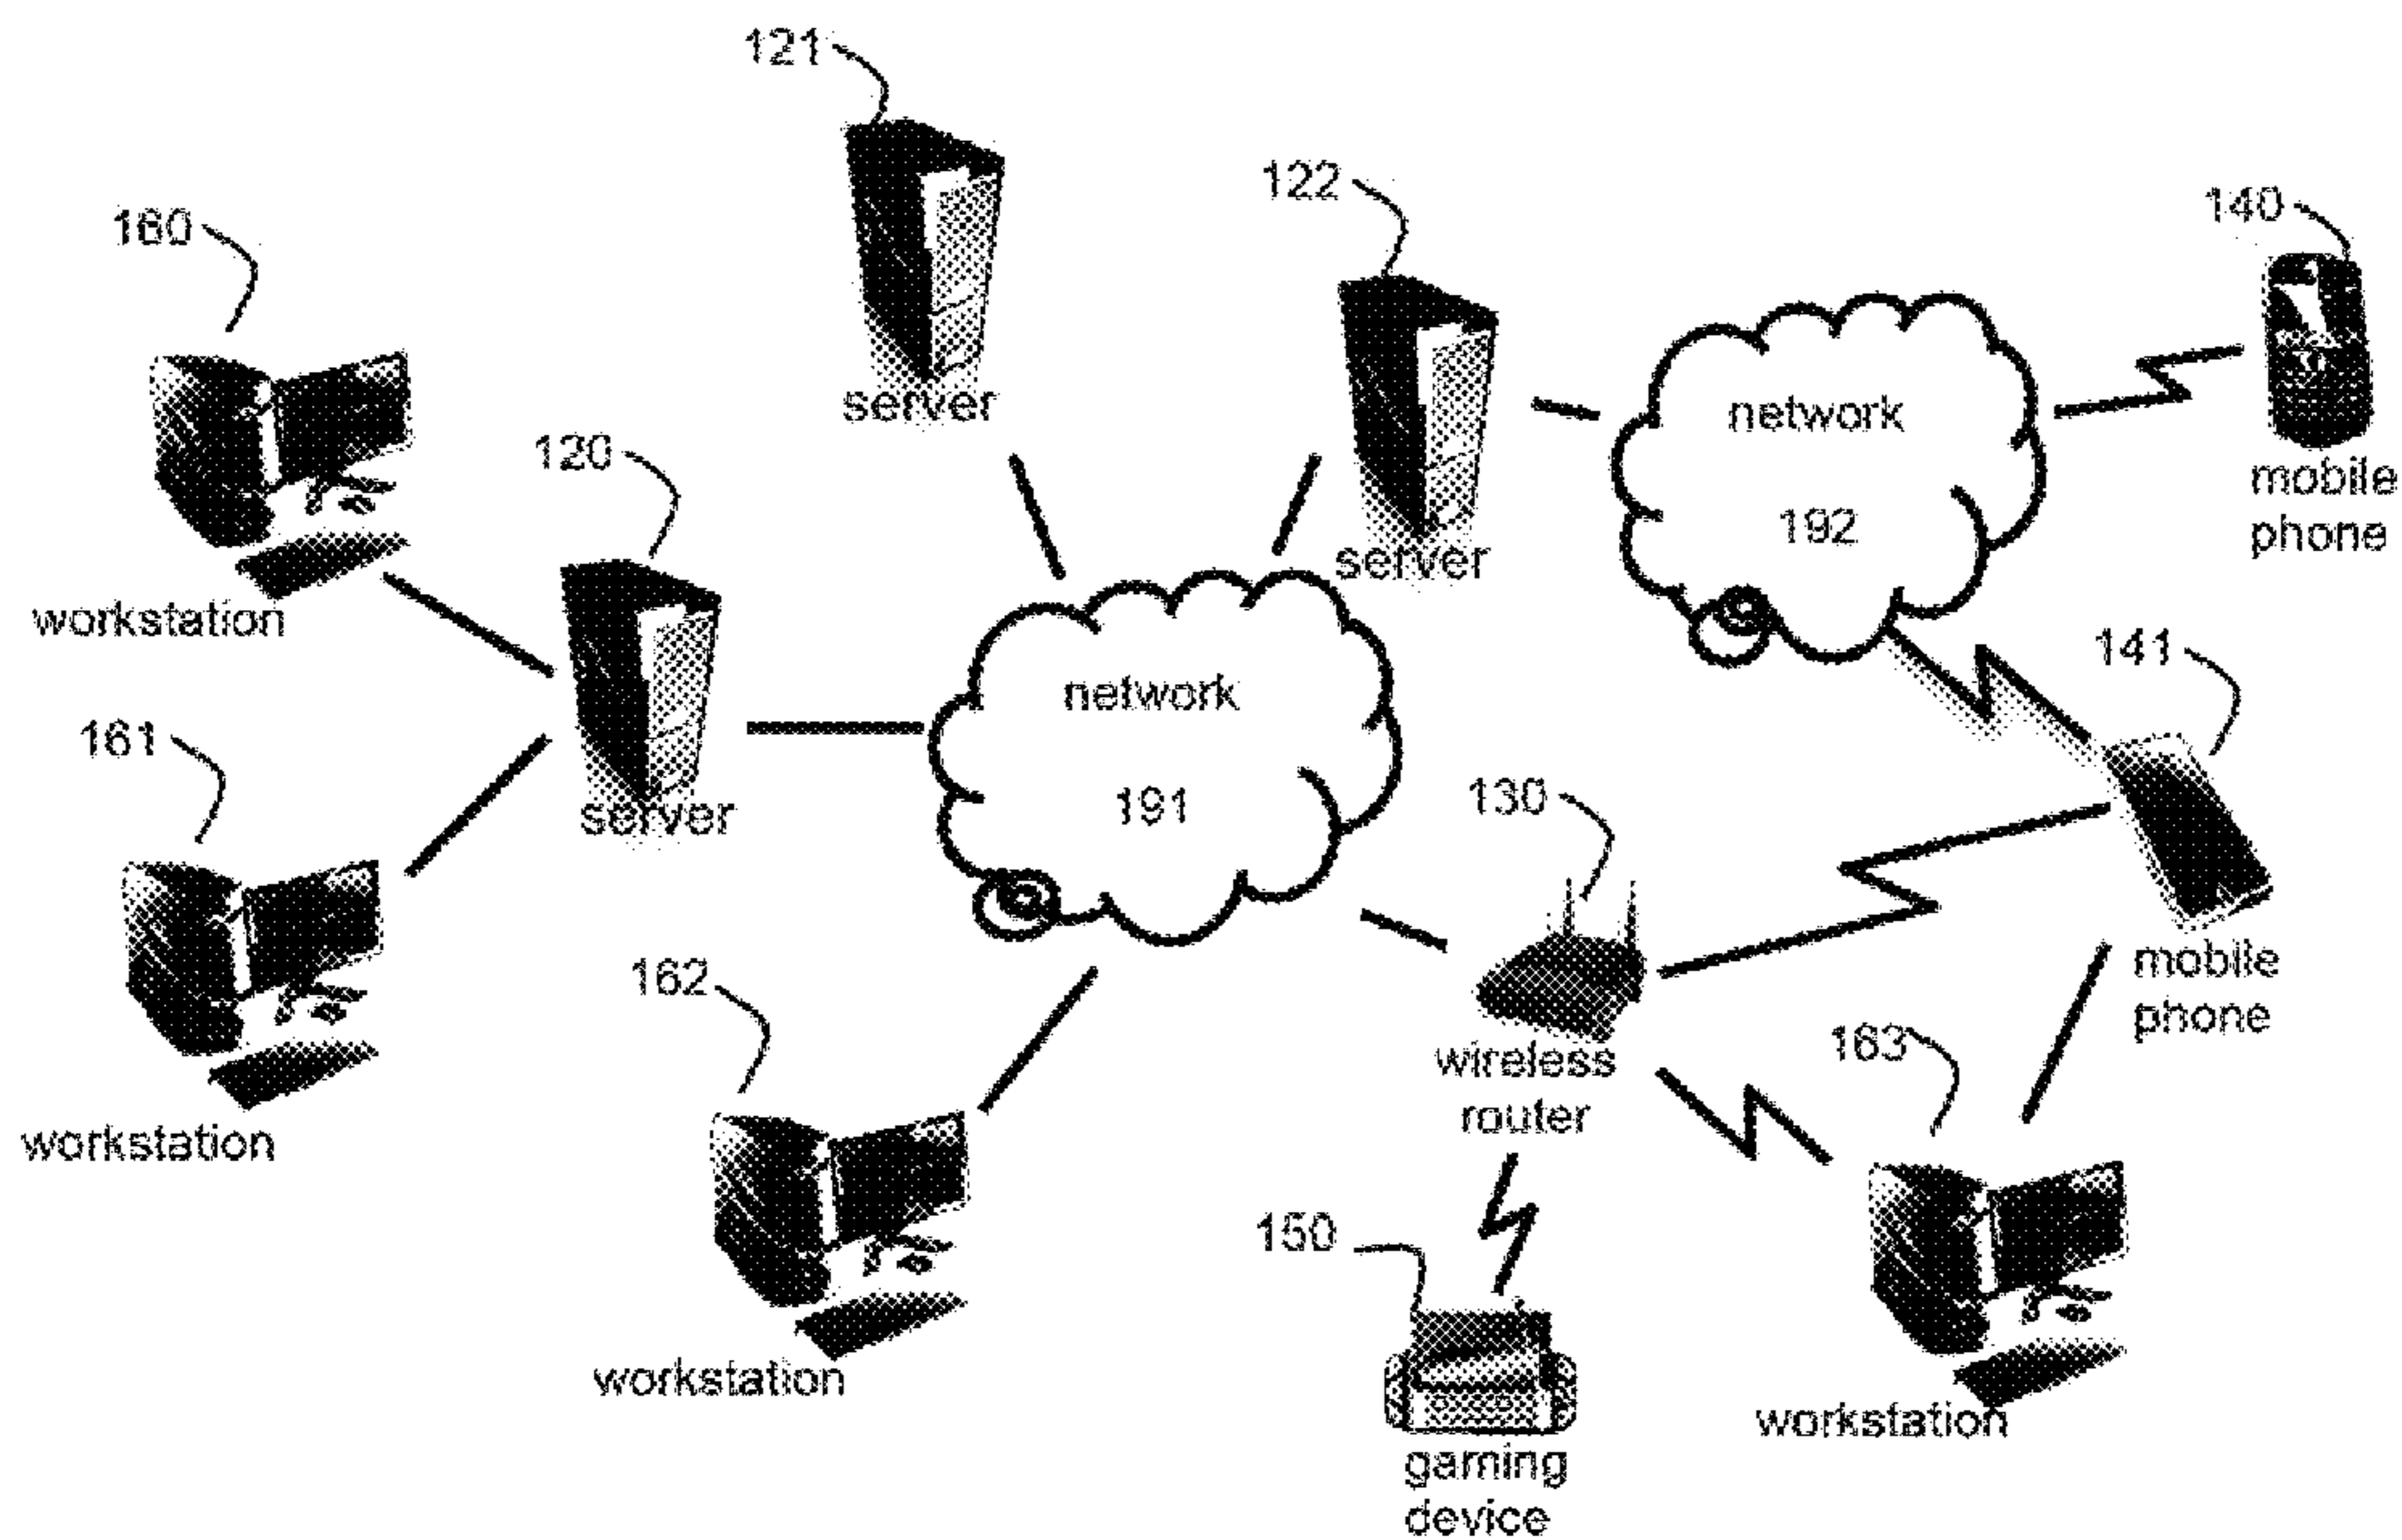 121
122
140
160
server
network
120
mobile
phone
192
server
workstation
141
network
161
130
191
server
mobile
phone
162
163
wireless
router
workstation
150
workstation
workstation
gaming
device